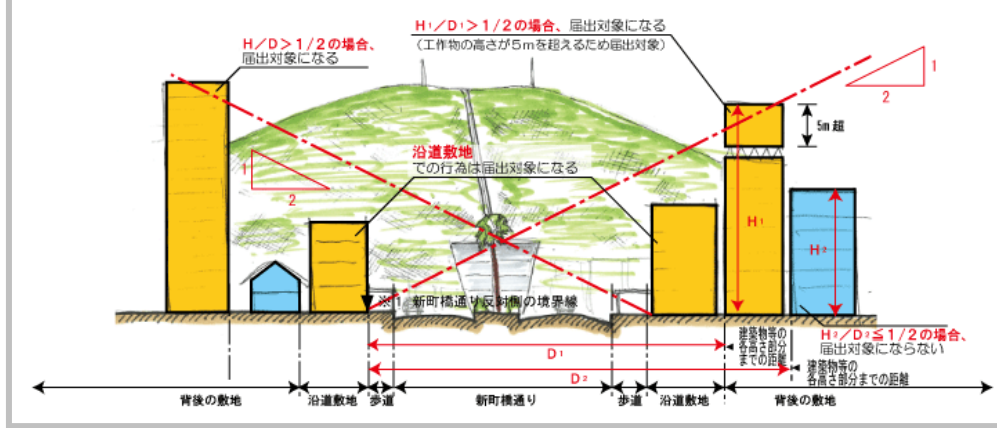 H／D＞1／2の場合、
届出対象になる
H1／D1＞1／2の場合、届出対象になる
（工作物の高さが5mを超えるため届出対象）
1
2
5m超
沿道敷地
での行為は届出対象になる
1
2
H1
H2
※1 新町橋通り反対側の境界線
D1
建築物等の
各高さ部分
までの距離
H2／D2≦1／2の場合、
届出対象にならない
D2
建築物等の
各高さ部分までの距離
背後の敷地
沿道敷地
歩道
新町橋通り
歩道
沿道敷地
背後の敷地